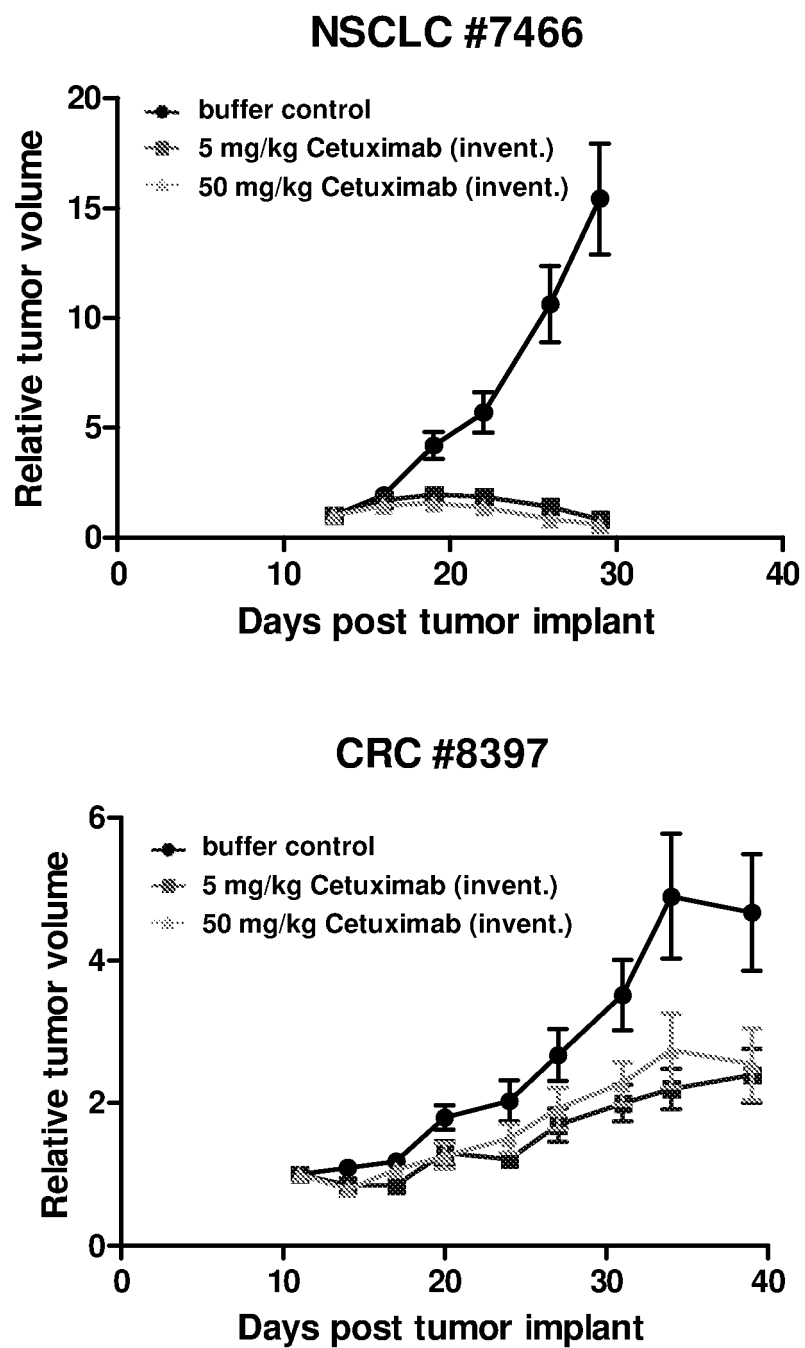 NSCLC #7466
20
buffer control
5 mg/kg Cetuximab (invent.)
50 mg/kg Cetuximab (invent.)
15
10
5
0
Relative tumor volume
0 10 20 30 40
Days post tumor implant
CRC #8397
6
buffer control
5 mg/kg Cetuximab (invent.)
50 mg/kg Cetuximab (invent.)
4
2
0
Relative tumor volume
0 10 20 30 40
Days post tumor implant